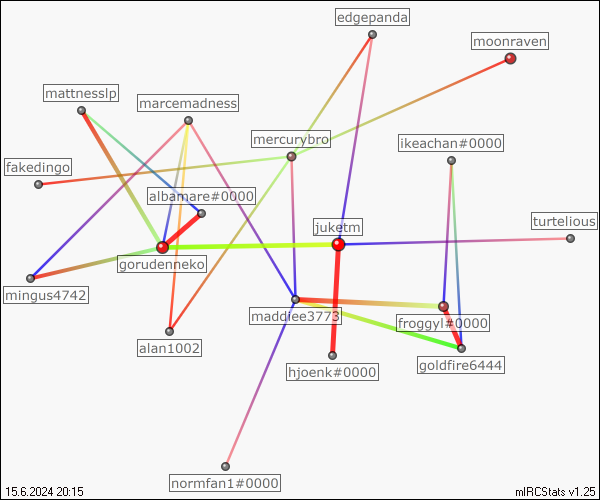 edgepanda
moonraven
mattnesslp
marcemadness
mercurybro
ikeachan#0000
fakedingo
albamare#0000
juketm
turtelious
gorudenneko
mingus4742
maddiee3773
froggyl#0000
alan1002
goldfire6444
hjoenk#0000
normfan1#0000
15.6.2024 20:15
mIRCStats v1.25